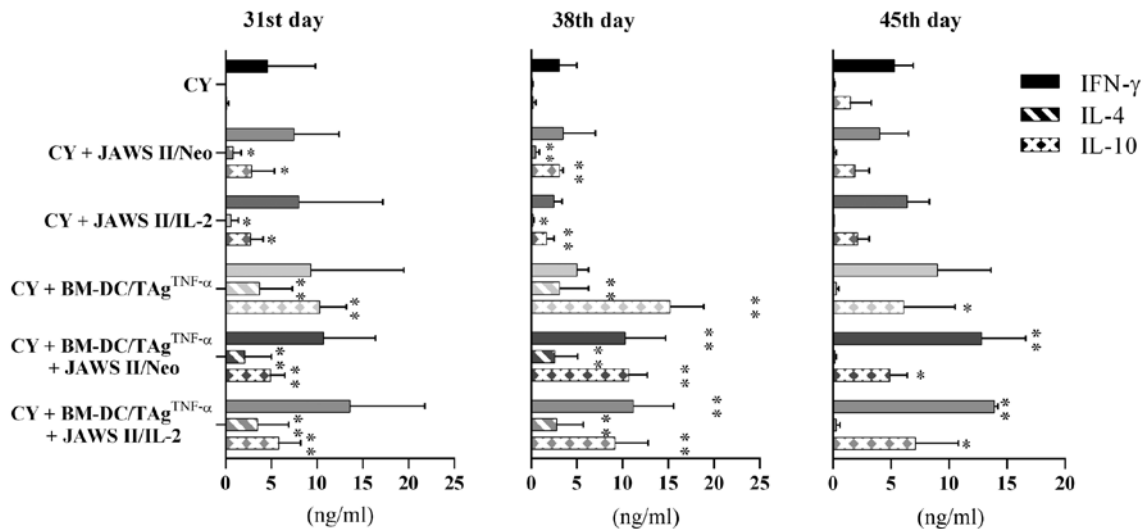 31st day
38th day
45th day
CY
CY + JAWS II/Neo
CY + JAWS II/IL-2
CY + BM-DC/TAg TNF-α
CY + BM-DC/TAg TNF-α
+ JAWS II/Neo
CY + BM-DC/TAg TNF-α
+ JAWS II/IL-2
IFN-γ
IL-4
IL-10
* * * * * * * * * * * * * *
* * * * * * * * * * * * * * * * * * * * *
* * * * * * *
0 5 10 15 20 25
(ng/ml)
0 5 10 15 20 25
(ng/ml)
0 5 10 15 20
(ng/ml)